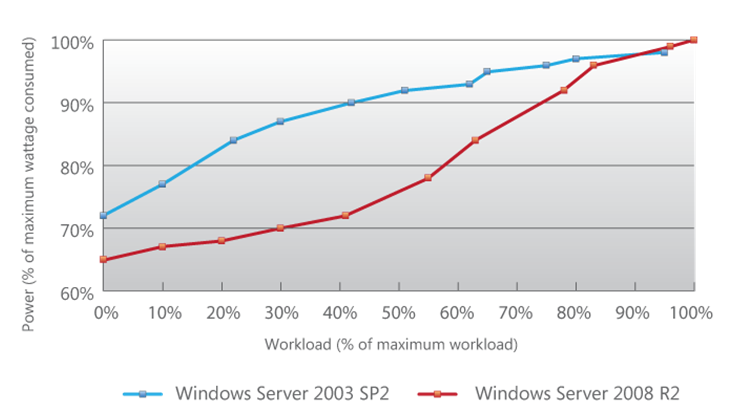 100%
90%
80%
70%
60%
Power (% of maximum wattage consumed)
0% 10% 20% 30% 40% 50% 60% 70% 80% 90% 100%
Workload (% of maximum workload)
Windows Server 2003 SP2 Windows Server 2008 R2